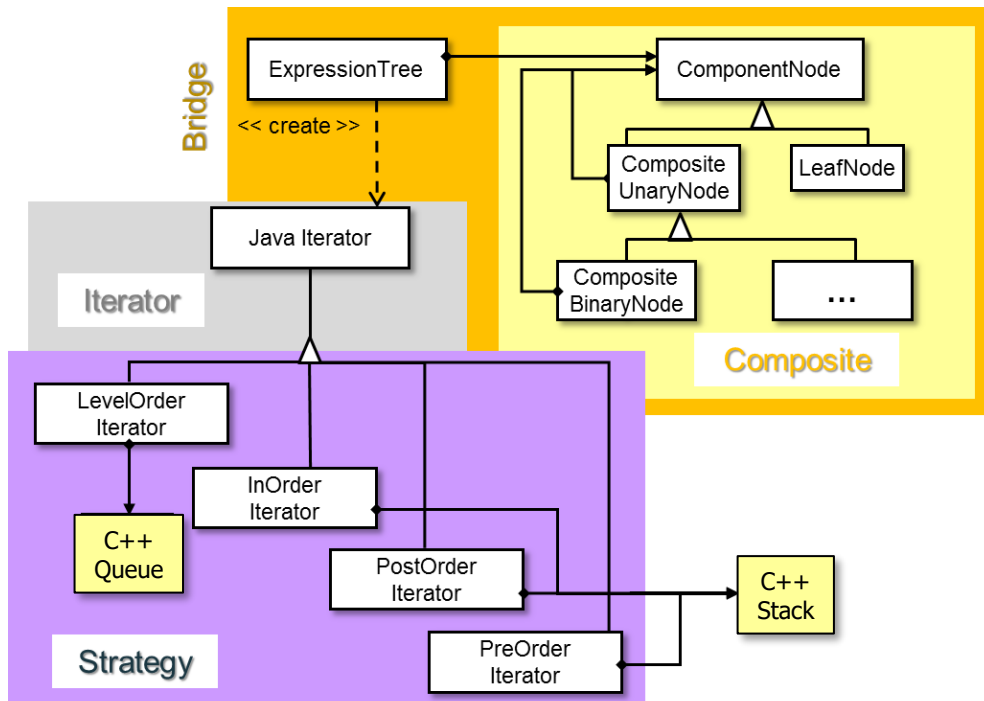 Bridge
ExpressionTree
ComponentNode
<< create >>
Composite
UnaryNode
LeafNode
Java Iterator
Composite
BinaryNode
...
Iterator
Composite
LevelOrder
Iterator
InOrder
Iterator
C++
Queue
PostOrder
Iterator
C++
Stack
PreOrder
Iterator
Strategy